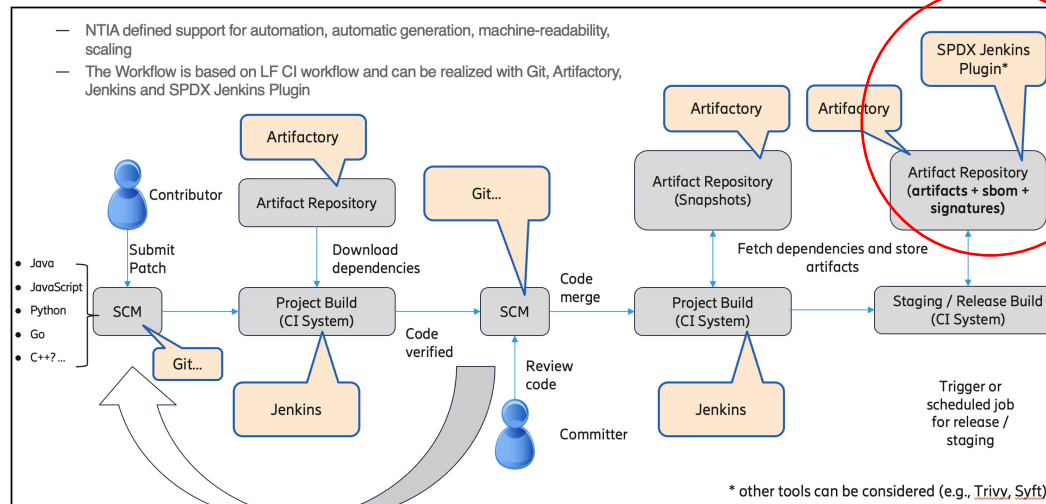 — NTIA defined support for automation, automatic generation, machine-readability,
scaling
— The Workflow is based on LF CI workflow and can be realized with Git, Artifactory,
Jenkins and SPDX Jenkins Plugin
SPDX Jenkins
Plugin*
Artifactory
Artifactory
Artifactory
Contributor
Artifact Repository
Git...
Artifact Repository
(Snapshots)
Artifact Repository
(artifacts + sbom +
signatures)
Submit
Patch
Download
dependencies
Fetch dependencies and store
artifacts
• Java
• JavaScript
• Python
• Go
• C++? ...
SCM
Project Build
(CI System)
Code
verified
SCM
Code
merge
Project Build
(CI System)
Staging / Release Build
(CI System)
Git...
Jenkins
Review
code
Committer
Jenkins
Trigger or
scheduled job
for release /
staging
* other tools can be considered (e.g., Trivy, Syft)